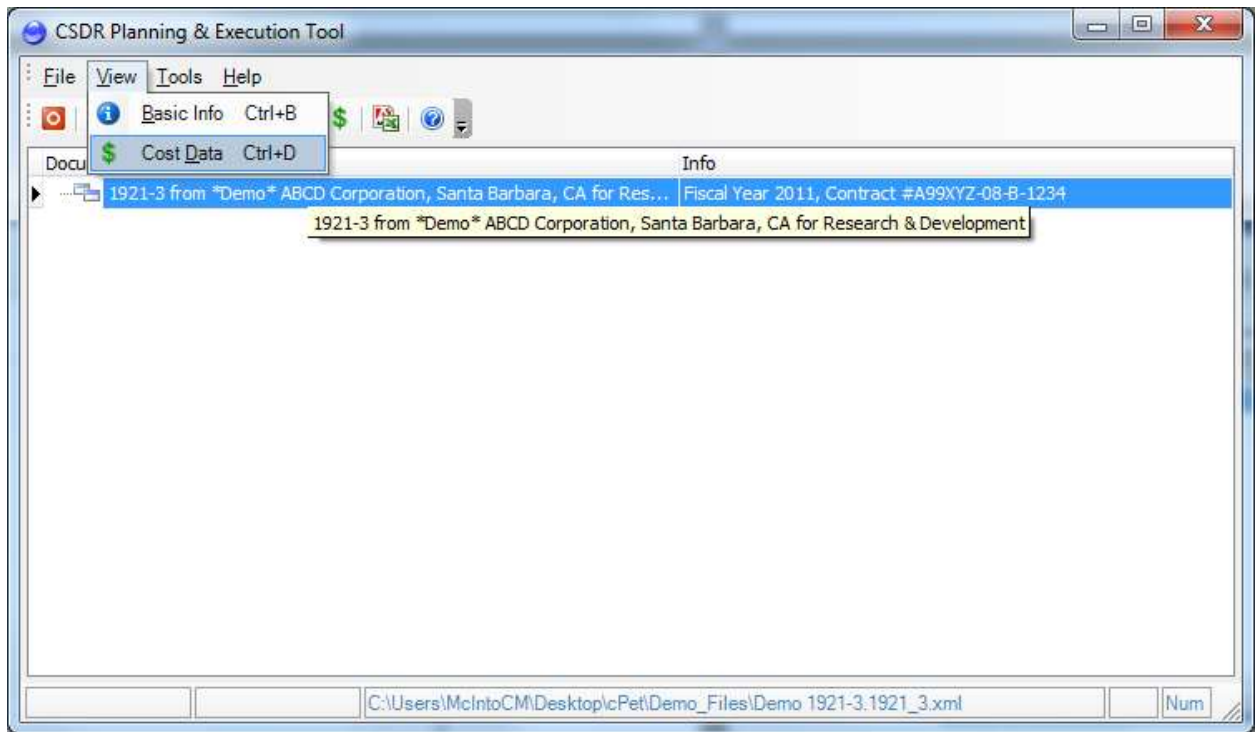 CSDR Planning & Execution Tool
File View Tools Help
Basic Info Ctrl+B
$
Cost Data Ctrl+D
$
Docu
Info
1921-3 from *Demo* ABCD Corporation, Santa Barbara, CA for Res... Fiscal Year 2011, Contract #A99XYZ-08-B-1234
1921-3 from *Demo* ABCD Corporation, Santa Barbara, CA for Research & Development
C:\Users\McIntoCM\Desktop\cPet\Demo_Files\Demo 1921-3.1921_3.xml Num